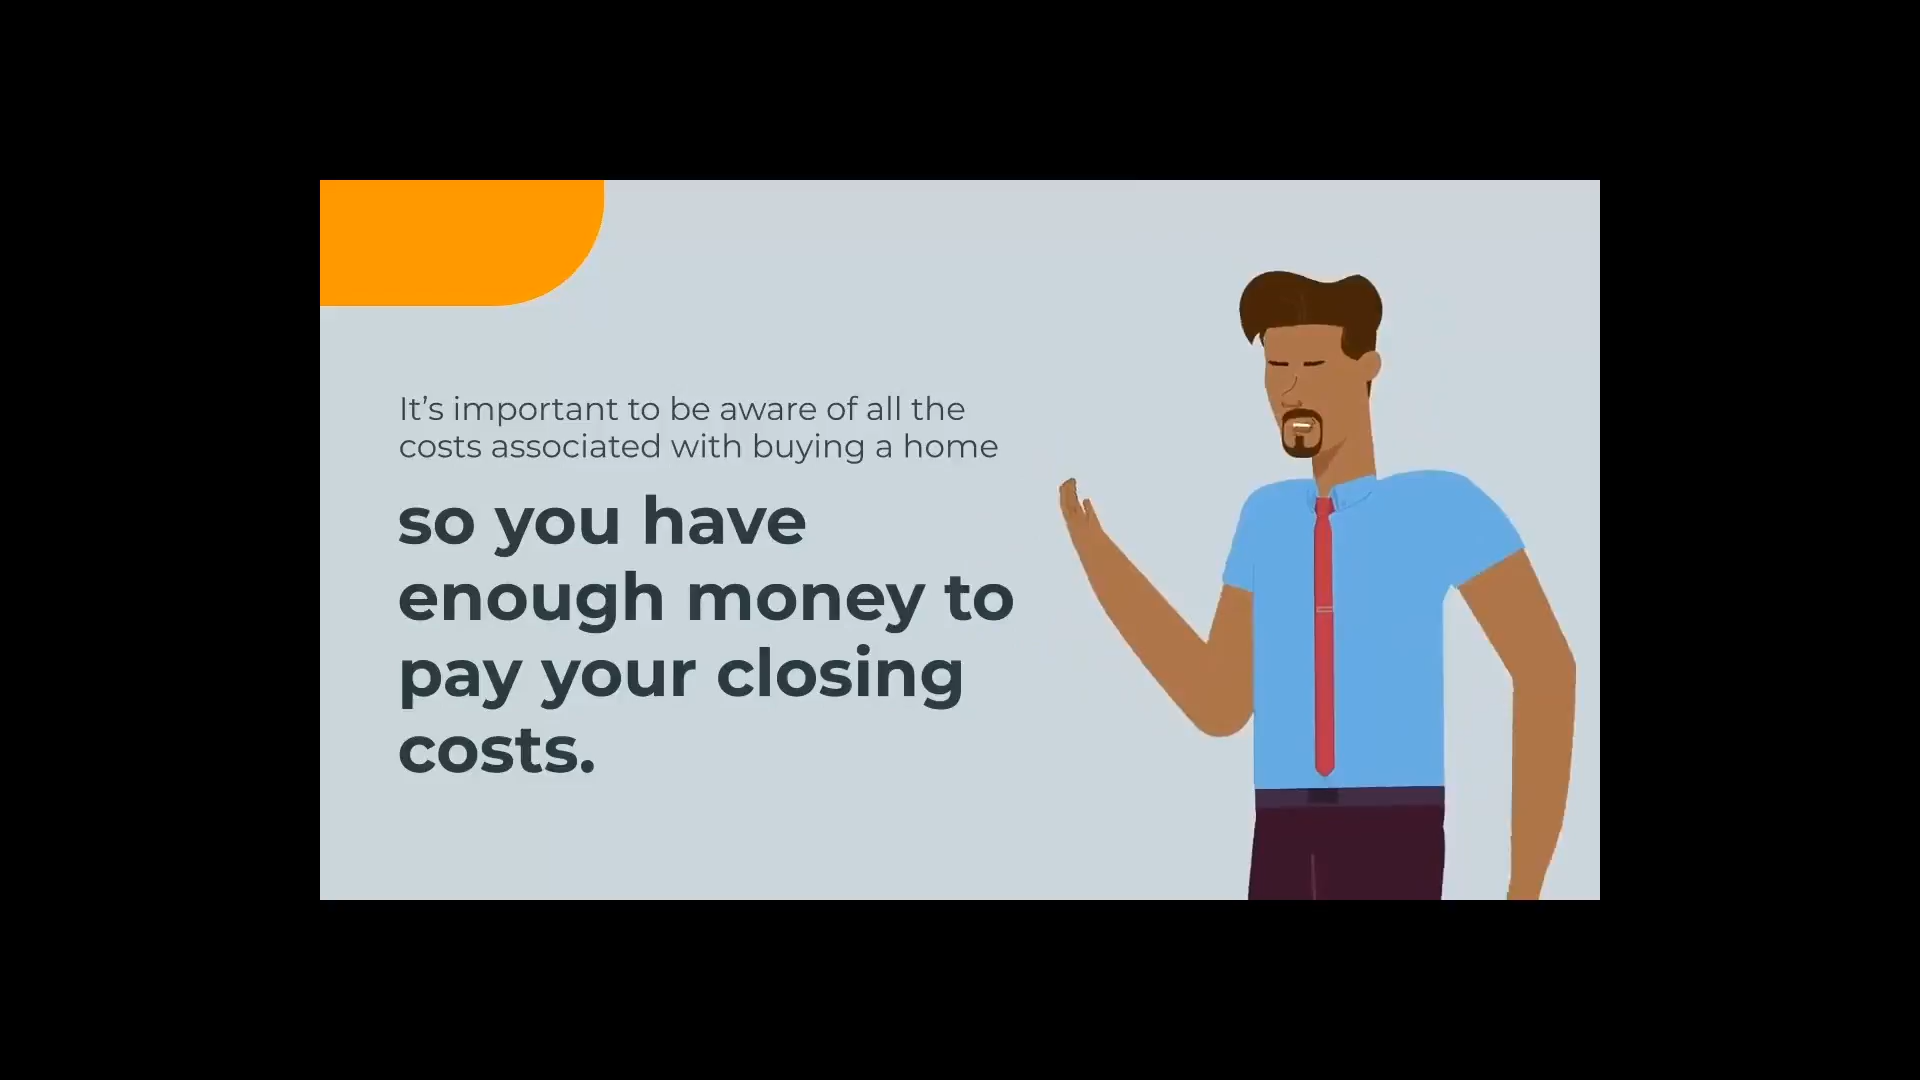 It’s important to be aware of all the
costs associated with buying a home
so you have
enough money to
pay your closing
costs.